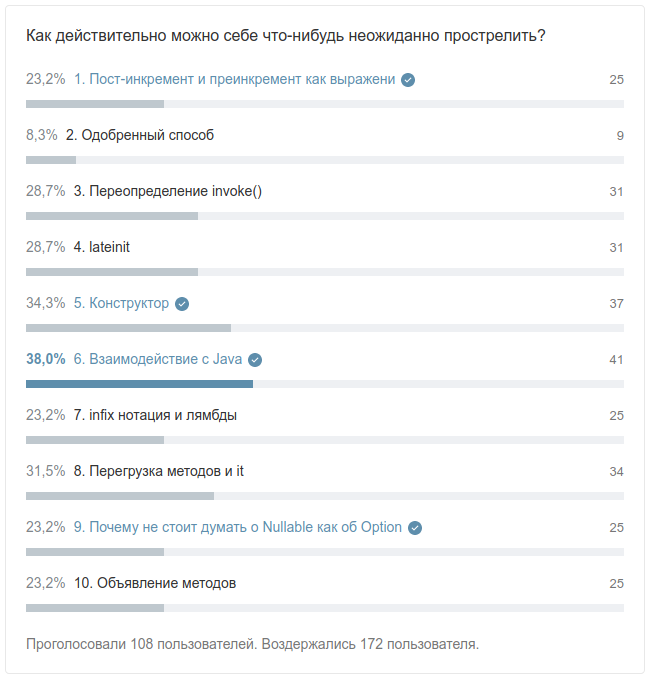 Как действительно можно себе что-нибудь неожиданно прострелить?
23,2% 1. Пост-инкремент и преинкремент как выражени 25
8,3% 2. Одобренный способ 9
28,7% 3. Переопределение invoke() 31
28,7% 4. lateinit 31
34,3% 5. Конструктор 37
38,0% 6. Взаимодействие с Java 41
23,2% 7. infix нотация и лямбды 25
31,5% 8. Перегрузка методов и it 34
23,2% 9. Почему не стоит думать о Nullable как об Option 25
23,2% 10. Объявление методов 25
Проголосовали 108 пользователей. Воздержались 172 пользователя.